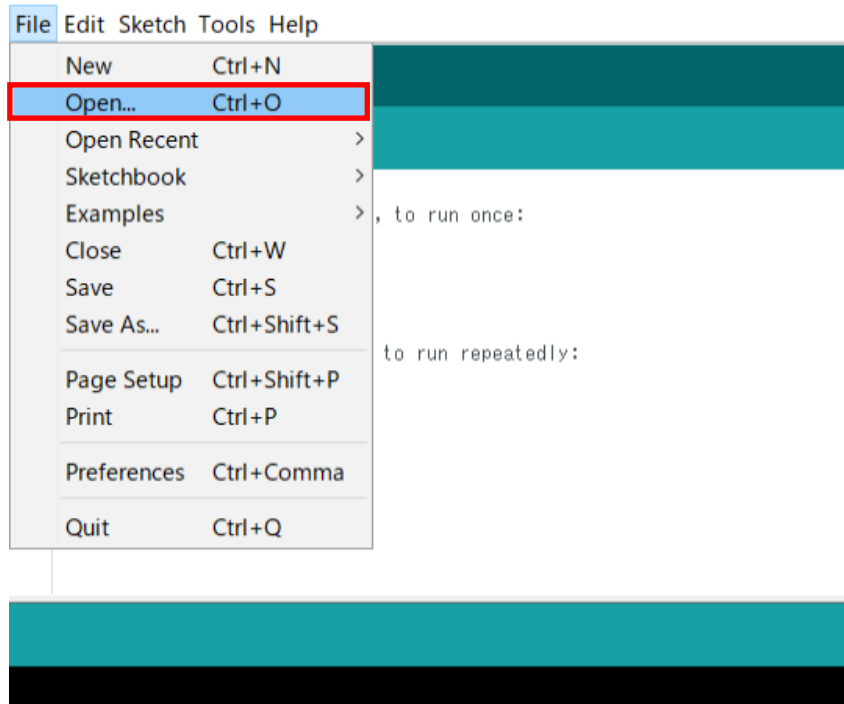 File Edit Sketch Tools Help
New Ctrl+N
Open... Ctrl+O
Open Recent >
Sketchbook >
Examples >
, to run once:
Close Ctrl+W
Save Ctrl+S
Save As... Ctrl+Shift+S
to run repeatedly:
Page Setup Ctrl+Shift+P
Print Ctrl+P
Preferences Ctrl+Comma
Quit Ctrl+Q